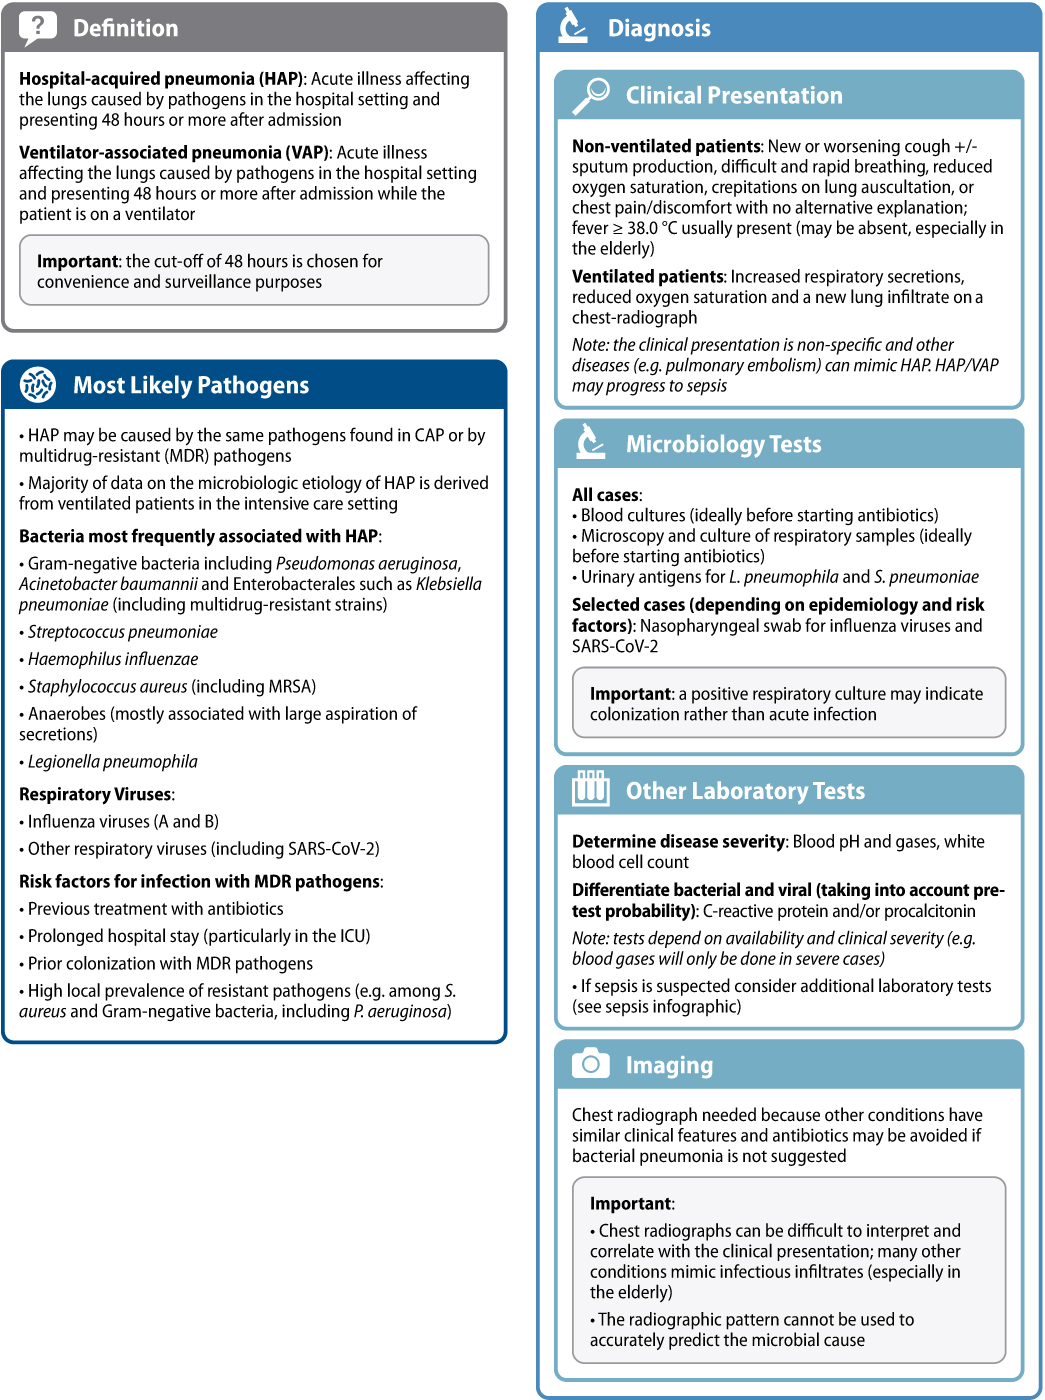 Definition
Hospital-acquired pneumonia (HAP): Acute illness affecting
the lungs caused by pathogens in the hospital setting and
presenting 48 hours or more after admission
Ventilator-associated pneumonia (VAP): Acute illness
affecting the lungs caused by pathogens in the hospital setting
and presenting 48 hours or more after admission while the
patient is on a ventilator
Important: the cut-off of 48 hours is chosen for
convenience and surveillance purposes
Most Likely Pathogens
• HAP may be caused by the same pathogens found in CAP or by
multidrug-resistant (MDR) pathogens
• Majority of data on the microbiologic etiology of HAP is derived
from ventilated patients in the intensive care setting
Bacteria most frequently associated with HAP:
• Gram-negative bacteria including Pseudomonas aeruginosa,
Acinetobacter baumannii and Enterobacterales such as Klebsiella
pneumoniae (including multidrug-resistant strains)
• Streptococcus pneumoniae
• Haemophilus influenzae
• Staphylococcus aureus (including MRSA)
• Anaerobes (mostly associated with large aspiration of
secretions)
• Legionella pneumophila
Respiratory Viruses:
• Influenza viruses (A and B)
• Other respiratory viruses (including SARS-CoV-2)
Risk factors for infection with MDR pathogens:
• Previous treatment with antibiotics
• Prolonged hospital stay (particularly in the ICU)
• Prior colonization with MDR pathogens
• High local prevalence of resistant pathogens (e.g. among S.
aureus and Gram-negative bacteria, including P. aeruginosa)
Diagnosis
Clinical Presentation
Non-ventilated patients: New or worsening cough +/-
sputum production, difficult and rapid breathing, reduced
oxygen saturation, crepitations on lung auscultation, or
chest pain/discomfort with no alternative explanation;
fever ≥ 38.0 °C usually present (may be absent, especially in
the elderly)
Ventilated patients: Increased respiratory secretions,
reduced oxygen saturation and a new lung infiltrate on a
chest-radiograph
Note: the clinical presentation is non-specific and other
diseases (e.g. pulmonary embolism) can mimic HAP. HAP/VAP
may progress to sepsis
Microbiology Tests
All cases:
• Blood cultures (ideally before starting antibiotics)
• Microscopy and culture of respiratory samples (ideally
before starting antibiotics)
• Urinary antigens for L. pneumophila and S. pneumoniae
Selected cases (depending on epidemiology and risk
factors): Nasopharyngeal swab for influenza viruses and
SARS-CoV-2
Important: a positive respiratory culture may indicate
colonization rather than acute infection
Other Laboratory Tests
Determine disease severity: Blood pH and gases, white
blood cell count
Differentiate bacterial and viral (taking into account pre-
test probability): C-reactive protein and/or procalcitonin
Note: tests depend on availability and clinical severity (e.g.
blood gases will only be done in severe cases)
• If sepsis is suspected consider additional laboratory tests
(see sepsis infographic)
Imaging
Chest radiograph needed because other conditions have
similar clinical features and antibiotics may be avoided if
bacterial pneumonia is not suggested
Important:
• Chest radiographs can be difficult to interpret and
correlate with the clinical presentation; many other
conditions mimic infectious infiltrates (especially in
the elderly)
• The radiographic pattern cannot be used to
accurately predict the microbial cause